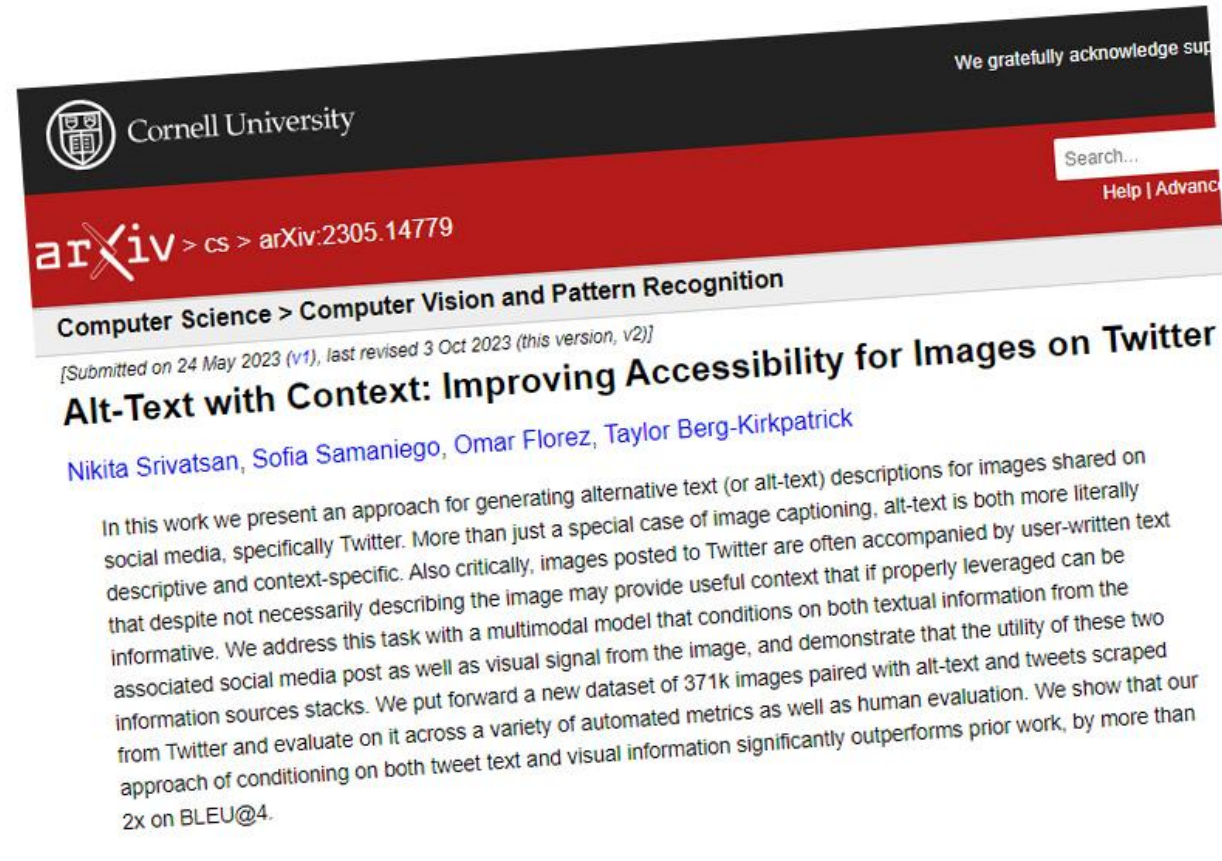 We gratefully acknowledge sup
Cornell University
Search...
Help | Advanc
arXiv > cs > arXiv:2305.14779
Computer Science > Computer Vision and Pattern Recognition
[Submitted on 24 May 2023 (v1), last revised 3 Oct 2023 (this version, v2)]
Alt-Text with Context: Improving Accessibility for Images on Twitter
Nikita Srivatsan, Sofia Samaniego, Omar Florez, Taylor Berg-Kirkpatrick
In this work we present an approach for generating alternative text (or alt-text) descriptions for images shared on
social media, specifically Twitter. More than just a special case of image captioning, alt-text is both more literally
descriptive and context-specific. Also critically, images posted to Twitter are often accompanied by user-written text
that despite not necessarily describing the image may provide useful context that if properly leveraged can be
informative. We address this task with a multimodal model that conditions on both textual information from the
associated social media post as well as visual signal from the image, and demonstrate that the utility of these two
information sources stacks. We put forward a new dataset of 371k images paired with alt-text and tweets scraped
from Twitter and evaluate on it across a variety of automated metrics as well as human evaluation. We show that our
approach of conditioning on both tweet text and visual information significantly outperforms prior work, by more than
2x on BLEU@4.